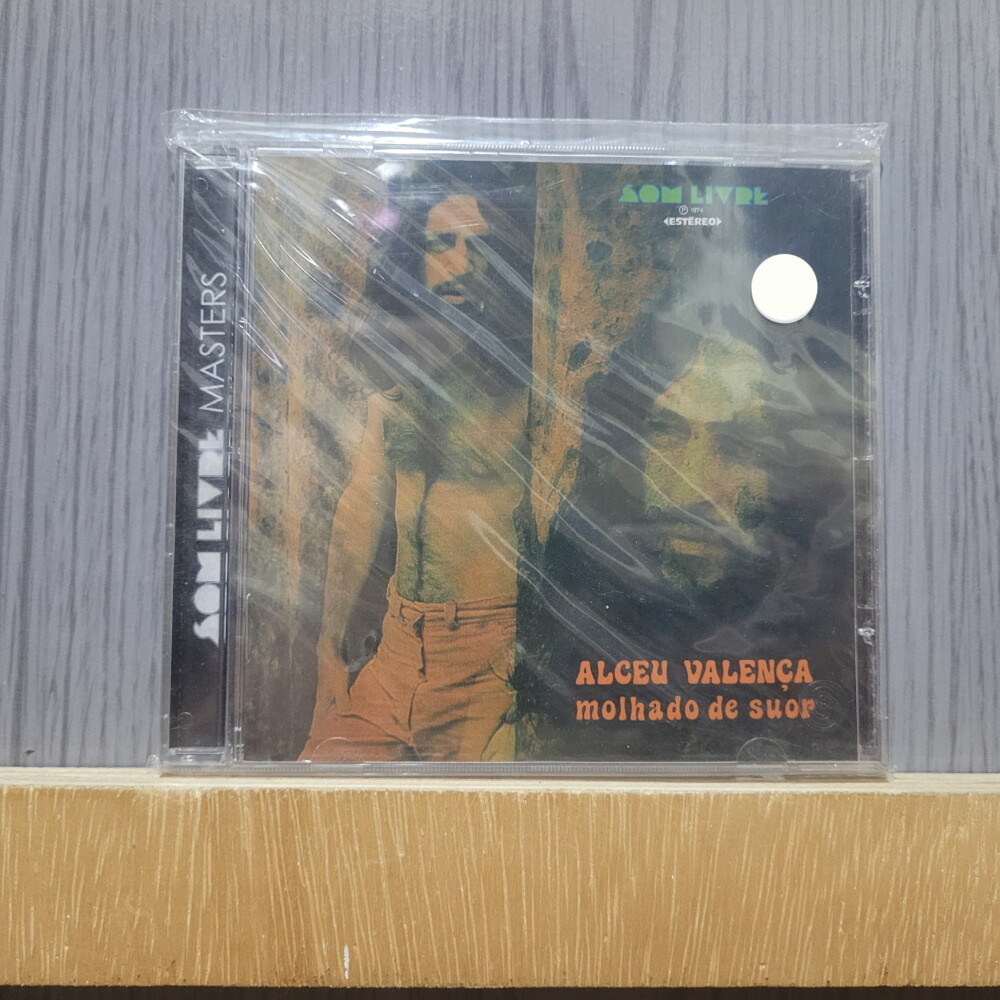 SOM LIVRE MASTERS
SOM LIVRE
℗ 1974
ESTÉREO
ALCEU VALENÇA
molhado de suor